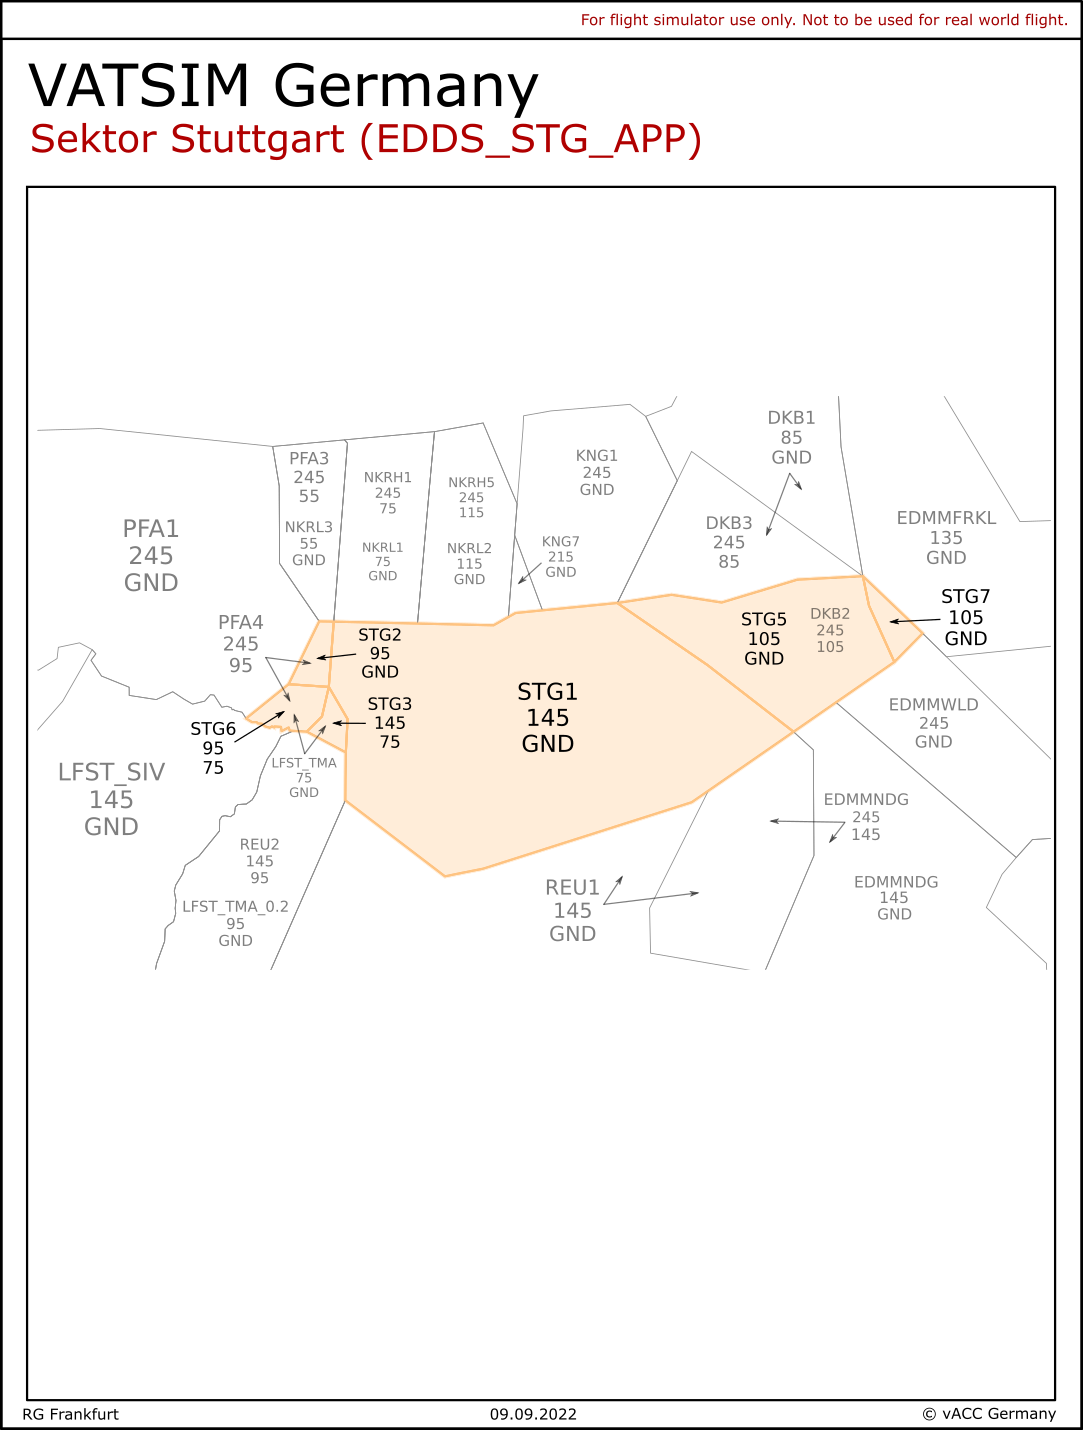 For flight simulator use only. Not to be used for real world flight.
VATSIM Germany
Sektor Stuttgart (EDDS_STG_APP)
DKB1
85
GND
PFA3
245
55
NKRL3
55
GND
NKRH1
245
75
NKRL1
75
GND
NKRH5
245
115
NKRL2
115
GND
KNG1
245
GND
KNG7
215
GND
DKB3
245
85
EDMMFRKL
135
GND
PFA1
245
GND
PFA4
245
95
STG2
95
GND
STG5
105
GND
DKB2
245
105
STG7
105
GND
STG1
145
GND
STG3
145
75
STG6
95
75
EDMMWLD
245
GND
LFST_SIV
145
GND
LFST_TMA
75
GND
EDMMNDG
245
145
REU2
145
95
LFST_TMA_0.2
95
GND
REU1
145
GND
EDMMNDG
145
GND
RG Frankfurt
09.09.2022
© vACC Germany